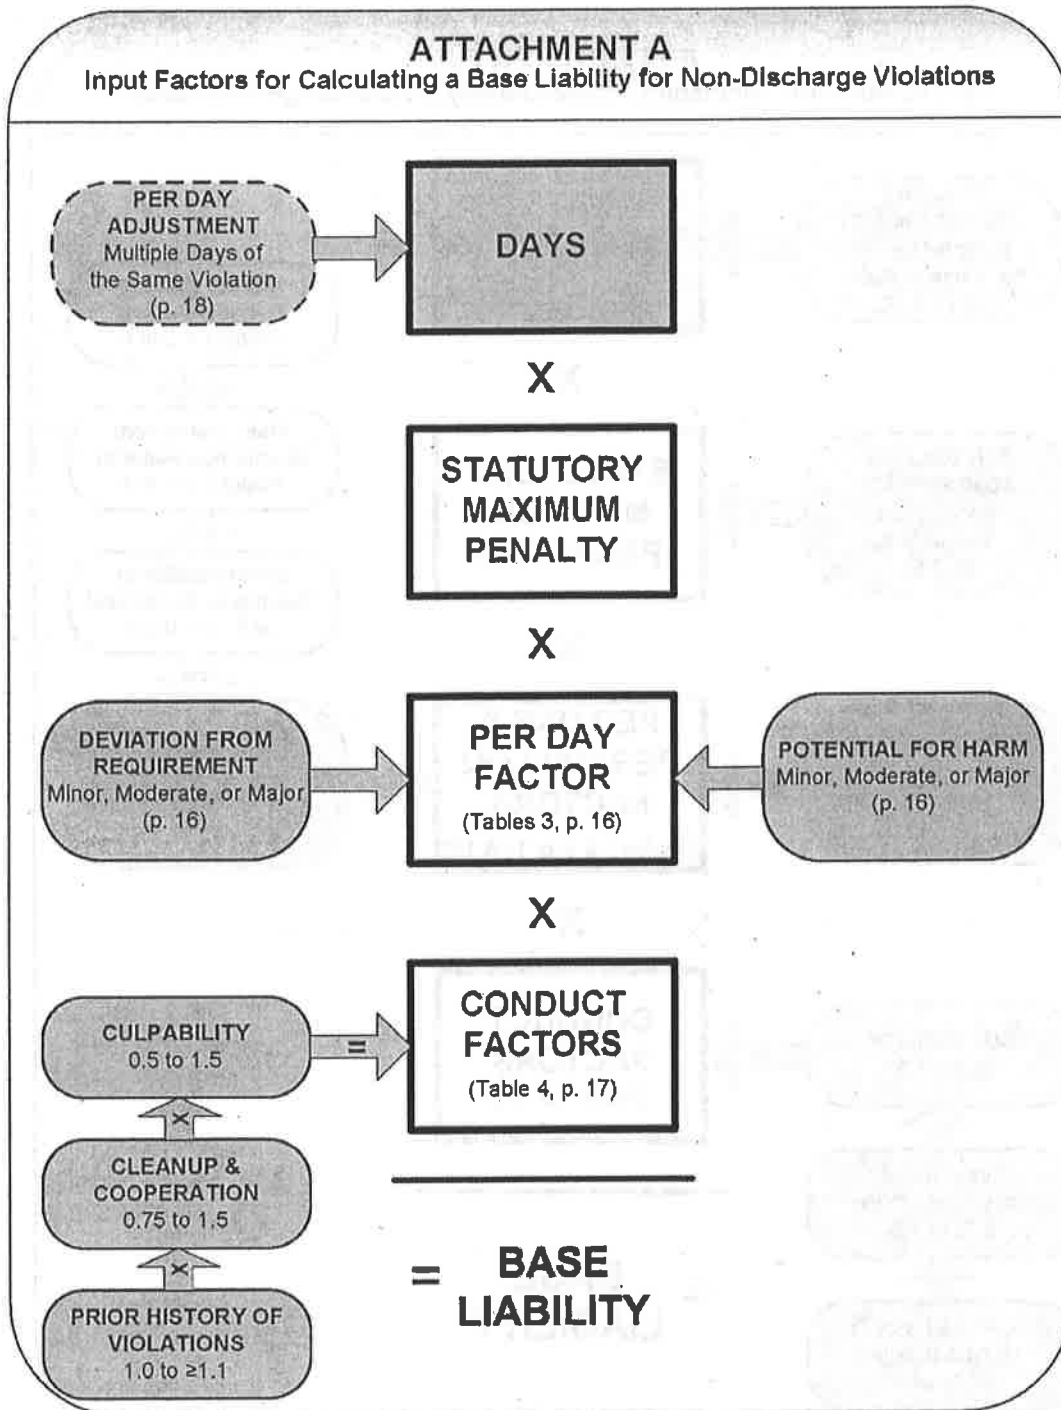 ATTACHMENT A
Input Factors for Calculating a Base Liability for Non-Discharge Violations
PER DAY
ADJUSTMENT
Multiple Days of
the Same Violation
(p. 18)
DAYS
X
STATUTORY
MAXIMUM
PENALTY
X
DEVIATION FROM
REQUIREMENT
Minor, Moderate, or Major
(p. 16)
PER DAY
FACTOR
(Tables 3, p. 16)
POTENTIAL FOR HARM
Minor, Moderate, or Major
(p. 16)
X
CULPABILITY
0.5 to 1.5
=
CONDUCT
FACTORS
(Table 4, p. 17)
X
CLEANUP &
COOPERATION
0.75 to 1.5
X
PRIOR HISTORY OF
VIOLATIONS
1.0 to ≥1.1
= BASE
LIABILITY